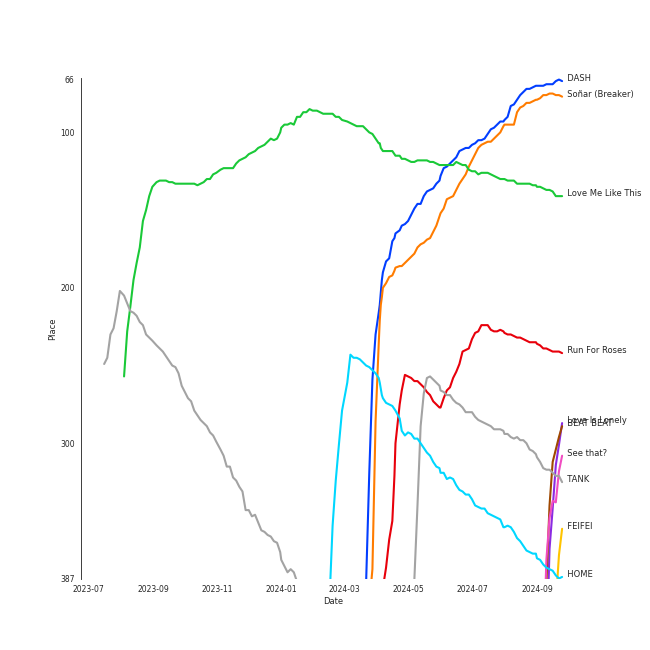 66
100
200
300
387
Place
2023-07
2023-09
2023-11
2024-01
2024-03
2024-05
2024-07
2024-09
Date
DASH
Soñar (Breaker)
Love Me Like This
Run For Roses
Love Is Lonely
BEAT BEAT
See that?
TANK
FEIFEI
HOME